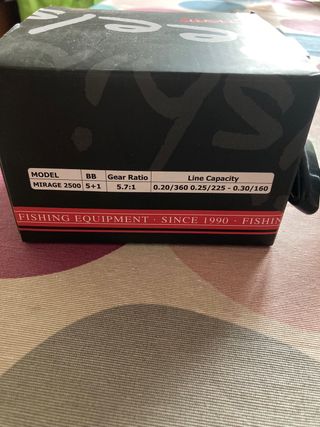 MODEL BB Gear Ratio Line Capacity
MIRAGE 2500 5+1 5.7:1 0.20/360 0.25/225 - 0.30/160
FISHING EQUIPMENT · SINCE 1990 · FISHIN